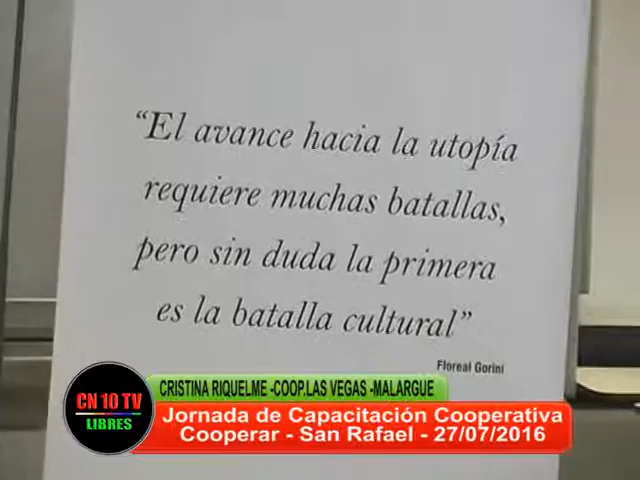 “El avance hacia la utopía
requiere muchas batallas,
pero sin duda la primera
es la batalla cultural”
Floreal Gorini
CN 10 TV
LIBRES
CRISTINA RIQUELME -COOP.LAS VEGAS -MALARGUE
Jornada de Capacitación Cooperativa
Cooperar - San Rafael - 27/07/2016